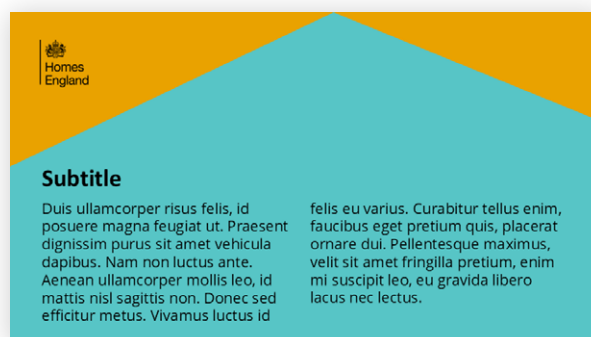 Homes
England
Subtitle
Duis ullamcorper risus felis, id
posuere magna feugiat ut. Praesent
dignissim purus sit amet vehicula
dapibus. Nam non luctus ante.
Aenean ullamcorper mollis leo, id
mattis nisl sagittis non. Donec sed
efficitur metus. Vivamus luctus id
felis eu varius. Curabitur tellus enim,
faucibus eget pretium quis, placerat
ornare dui. Pellentesque maximus,
velit sit amet fringilla pretium, enim
mi suscipit leo, eu gravida libero
lacus nec lectus.